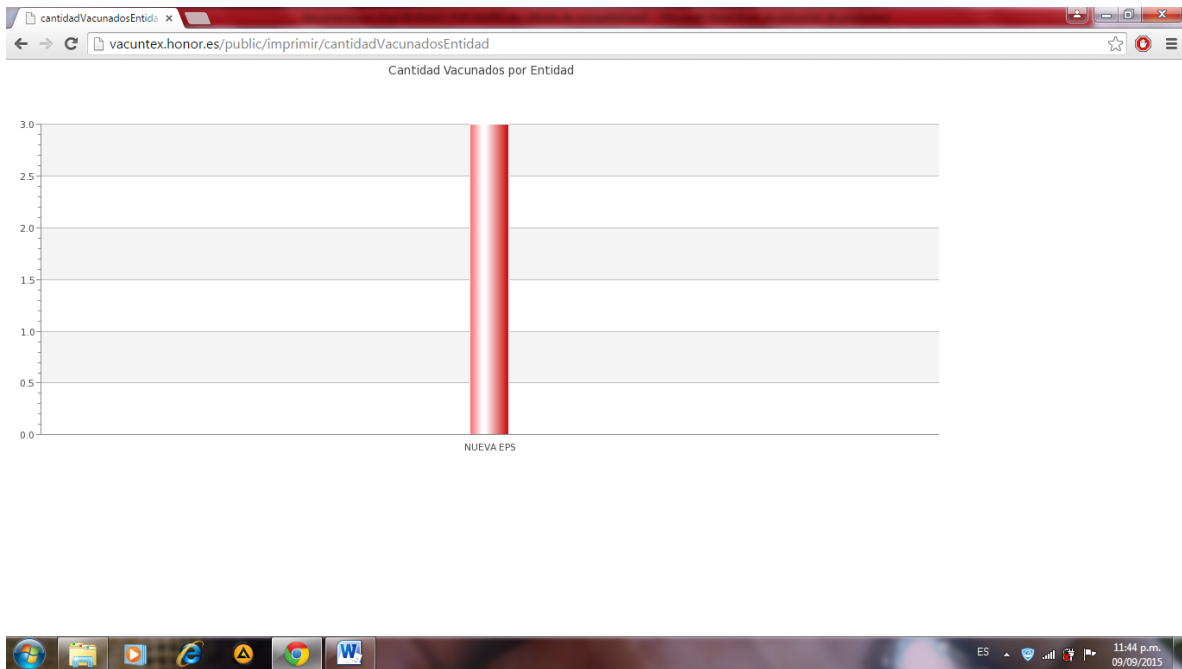 cantidadVacunadosEntida
vacuntex.honor.es/public/imprimir/cantidadVacunadosEntidad
Cantidad Vacunados por Entidad
3.0
2.5
2.0
1.5
1.0
0.5
0.0
NUEVA EPS
ES
11:44 p.m.
09/09/2015